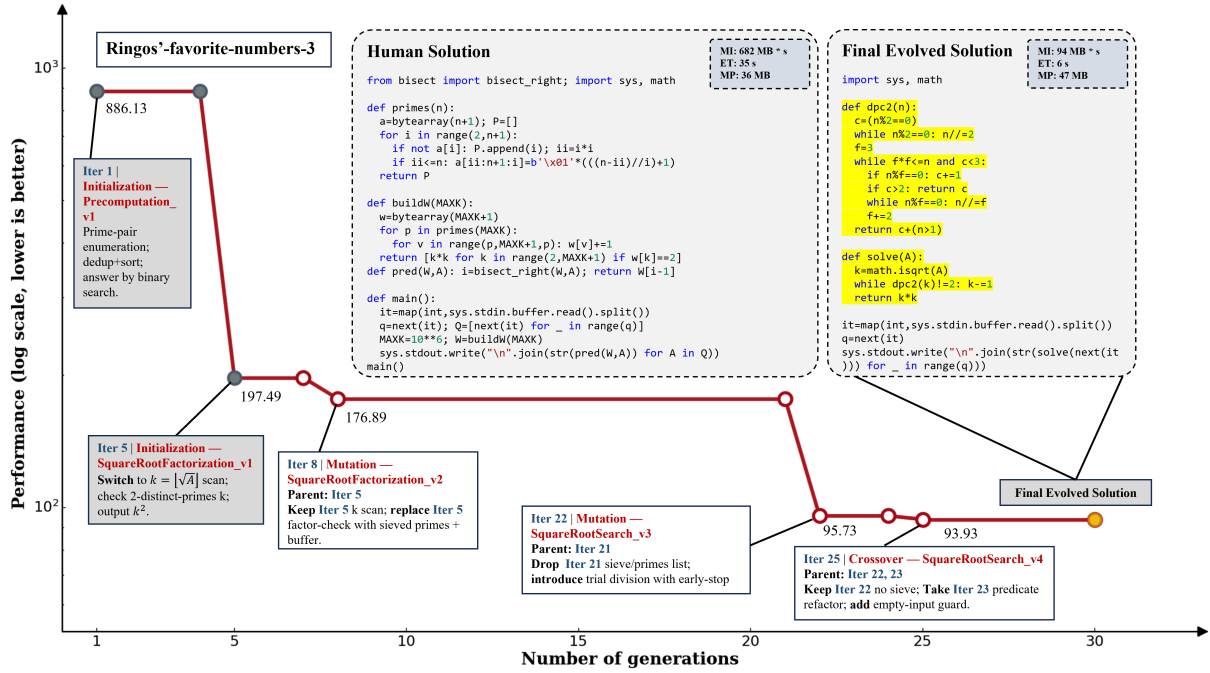 Ringos'-favorite-numbers-3
Performance (log scale, lower is better)
10³
10²
886.13
Iter 1 |
Initialization —
Precomputation_
v1
Prime-pair
enumeration;
dedup+sort;
answer by binary
search.
197.49
Iter 5 | Initialization —
SquareRootFactorization_v1
Switch to k = ⌊√A⌋ scan;
check 2-distinct-primes k;
output k².
176.89
Iter 8 | Mutation —
SquareRootFactorization_v2
Parent: Iter 5
Keep Iter 5 k scan; replace Iter 5
factor-check with sieved primes +
buffer.
Human Solution
MI: 682 MB * s
ET: 35 s
MP: 36 MB
from bisect import bisect_right; import sys, math
def primes(n):
  a=bytearray(n+1); P=[]
  for i in range(2,n+1):
    if not a[i]: P.append(i); ii=i*i
    if ii<=n: a[ii:n+1:i]=b'\x01'*(((n-ii)//i)+1)
  return P
def buildW(MAXK):
  w=bytearray(MAXK+1)
  for p in primes(MAXK):
    for v in range(p,MAXK+1,p): w[v]+=1
  return [k*k for k in range(2,MAXK+1) if w[k]==2]
def pred(W,A): i=bisect_right(W,A); return W[i-1]
def main():
  it=map(int,sys.stdin.buffer.read().split())
  q=next(it); Q=[next(it) for _ in range(q)]
  MAXK=10**6; W=buildW(MAXK)
  sys.stdout.write("\n".join(str(pred(W,A)) for A in Q))
main()
Final Evolved Solution
MI: 94 MB * s
ET: 6 s
MP: 47 MB
import sys, math
def dpc2(n):
  c=(n%2==0)
  while n%2==0: n//=2
  f=3
  while f*f<=n and c<3:
    if n%f==0: c+=1
    if c>2: return c
    while n%f==0: n//=f
    f+=2
  return c+(n>1)
def solve(A):
  k=math.isqrt(A)
  while dpc2(k)!=2: k-=1
  return k*k
it=map(int,sys.stdin.buffer.read().split())
q=next(it)
sys.stdout.write("\n".join(str(solve(next(it
))) for _ in range(q)))
Final Evolved Solution
Iter 22 | Mutation —
SquareRootSearch_v3
Parent: Iter 21
Drop Iter 21 sieve/primes list;
introduce trial division with early-stop
95.73
93.93
Iter 25 | Crossover — SquareRootSearch_v4
Parent: Iter 22, 23
Keep Iter 22 no sieve; Take Iter 23 predicate
refactor; add empty-input guard.
1 5 10 15 20 25 30
Number of generations